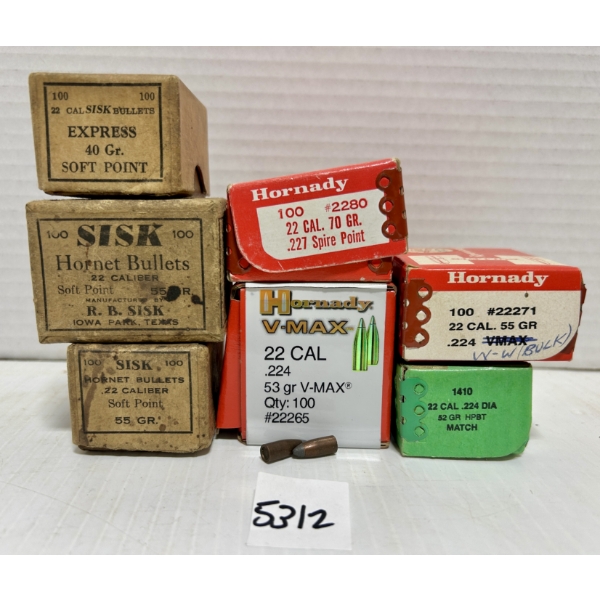 100 100
22 CAL SISK BULLETS
EXPRESS
40 Gr.
SOFT POINT
100 SISK 100
Hornet Bullets
.22 CALIBER
Soft Point 55 GR.
MANUFACTURED BY
R. B. SISK
IOWA PARK, TEXAS
100 SISK 100
HORNET BULLETS
.22 CALIBER
Soft Point
55 GR.
Hornady
100 #2280
22 CAL. 70 GR.
.227 Spire Point
Hornady
V-MAX
22 CAL
.224
53 gr V-MAX®
Qty: 100
#22265
Hornady
100 #22271
22 CAL. 55 GR
.224 VMAX
W-W (BULK)
1410
22 CAL .224 DIA
52 GR HPBT
MATCH
5312